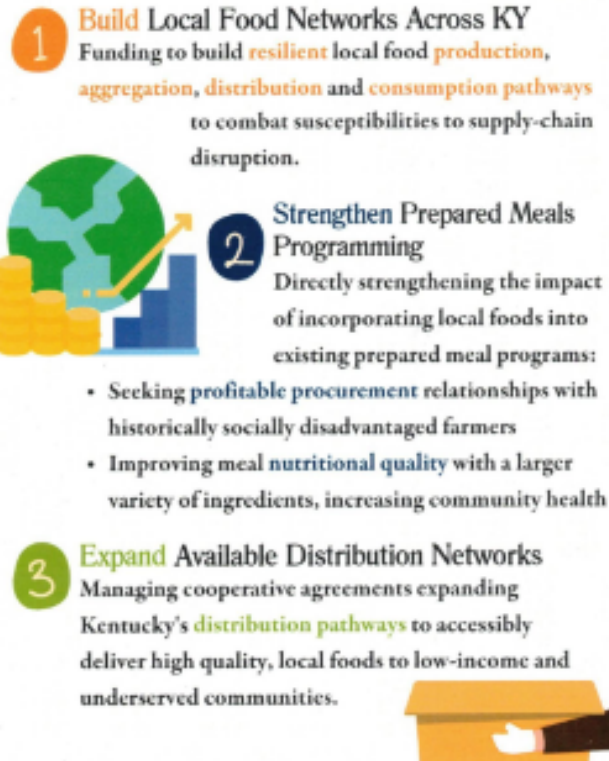 1
Build Local Food Networks Across KY
Funding to build resilient local food production,
aggregation, distribution and consumption pathways
to combat susceptibilities to supply-chain
disruption.
2
Strengthen Prepared Meals
Programming
Directly strengthening the impact
of incorporating local foods into
existing prepared meal programs:
• Seeking profitable procurement relationships with
historically socially disadvantaged farmers
• Improving meal nutritional quality with a larger
variety of ingredients, increasing community health
3
Expand Available Distribution Networks
Managing cooperative agreements expanding
Kentucky's distribution pathways to accessibly
deliver high quality, local foods to low-income and
underserved communities.